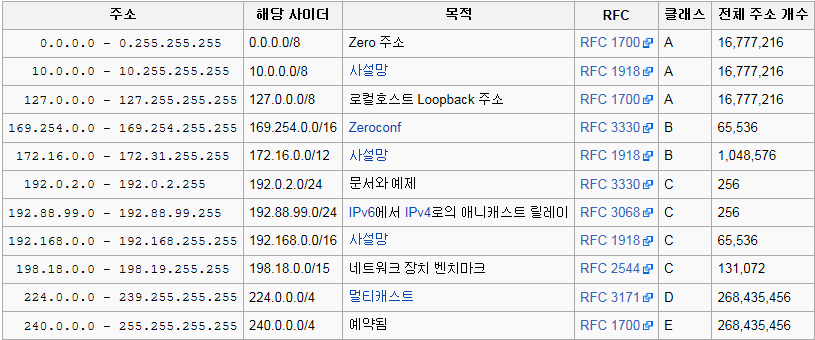 주소 해당 사이더 목적 RFC 클래스 전체 주소 개수
0.0.0.0 - 0.255.255.255 0.0.0.0/8 Zero 주소 RFC 1700 A 16,777,216
10.0.0.0 - 10.255.255.255 10.0.0.0/8 사설망 RFC 1918 A 16,777,216
127.0.0.0 - 127.255.255.255 127.0.0.0/8 로컬호스트 Loopback 주소 RFC 1700 A 16,777,216
169.254.0.0 - 169.254.255.255 169.254.0.0/16 Zeroconf RFC 3330 B 65,536
172.16.0.0 - 172.31.255.255 172.16.0.0/12 사설망 RFC 1918 B 1,048,576
192.0.2.0 - 192.0.2.255 192.0.2.0/24 문서와 예제 RFC 3330 C 256
192.88.99.0 - 192.88.99.255 192.88.99.0/24 IPv6에서 IPv4로의 애니캐스트 릴레이 RFC 3068 C 256
192.168.0.0 - 192.168.255.255 192.168.0.0/16 사설망 RFC 1918 C 65,536
198.18.0.0 - 198.19.255.255 198.18.0.0/15 네트워크 장치 벤치마크 RFC 2544 C 131,072
224.0.0.0 - 239.255.255.255 224.0.0.0/4 멀티캐스트 RFC 3171 D 268,435,456
240.0.0.0 - 255.255.255.255 240.0.0.0/4 예약됨 RFC 1700 E 268,435,456